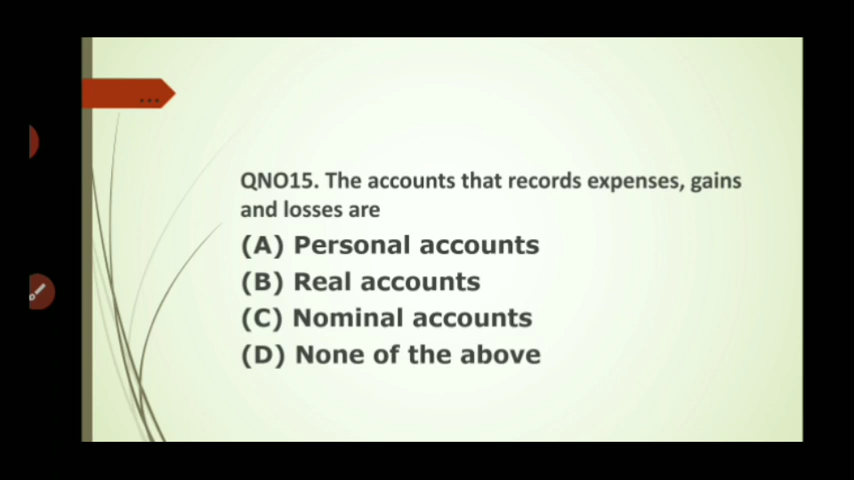 QNO15. The accounts that records expenses, gains
and losses are
(A) Personal accounts
(B) Real accounts
(C) Nominal accounts
(D) None of the above